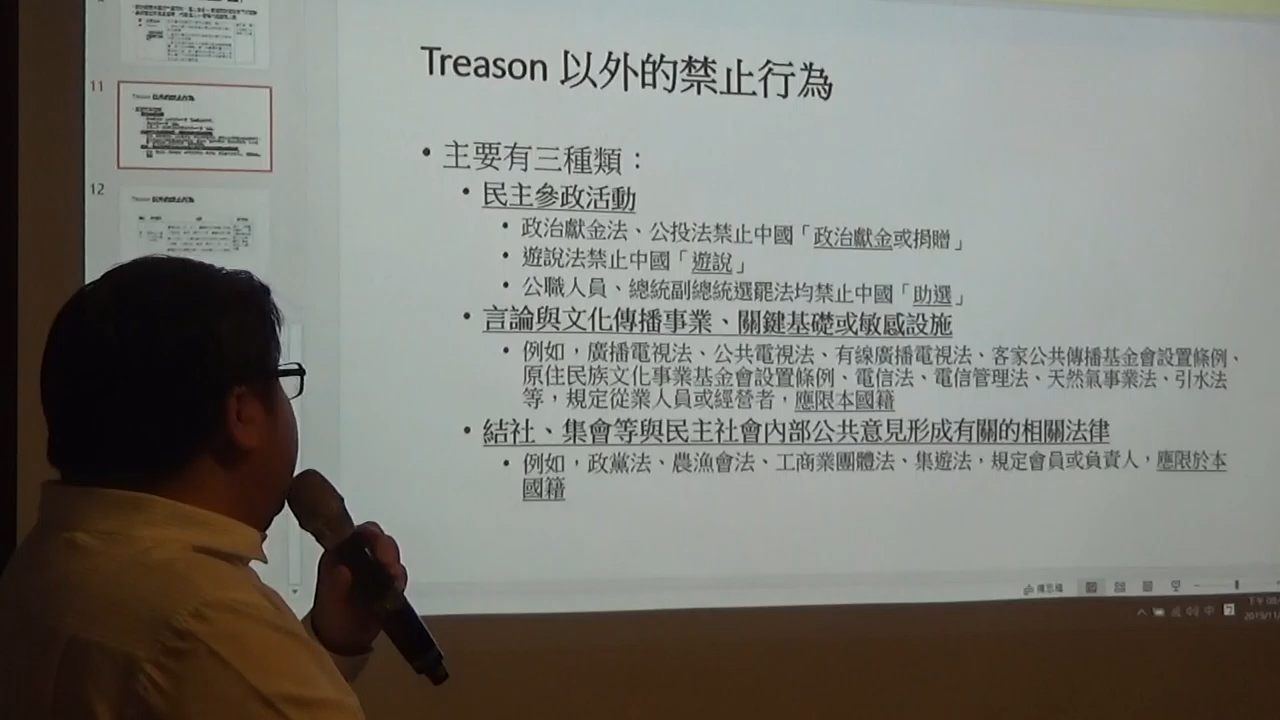 11
12
Treason 以外的禁止行為
• 主要有三種類：
• 民主參政活動
• 政治獻金法、公投法禁止中國「政治獻金或捐贈」
• 遊說法禁止中國「遊說」
• 公職人員、總統副總統選罷法均禁止中國「助選」
• 言論與文化傳播事業、關鍵基礎或敏感設施
• 例如，廣播電視法、公共電視法、有線廣播電視法、客家公共傳播基金會設置條例、
原住民族文化事業基金會設置條例、電信法、電信管理法、天然氣事業法、引水法
等，規定從業人員或經營者，應限本國籍
• 結社、集會等與民主社會內部公共意見形成有關的相關法律
• 例如，政黨法、農漁會法、工商業團體法、集遊法，規定會員或負責人，應限於本
國籍